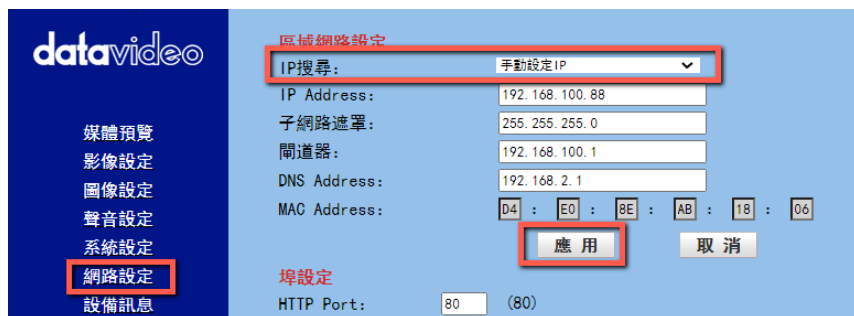 datavideo
媒體預覽
影像設定
圖像設定
聲音設定
系統設定
網路設定
設備訊息
區域網路設定
IP搜尋: 手動設定IP
IP Address: 192.168.100.88
子網路遮罩: 255.255.255.0
閘道器: 192.168.100.1
DNS Address: 192.168.2.1
MAC Address: D4 : E0 : 8E : AB : 18 : 06
應 用 取 消
埠設定
HTTP Port: 80 (80)